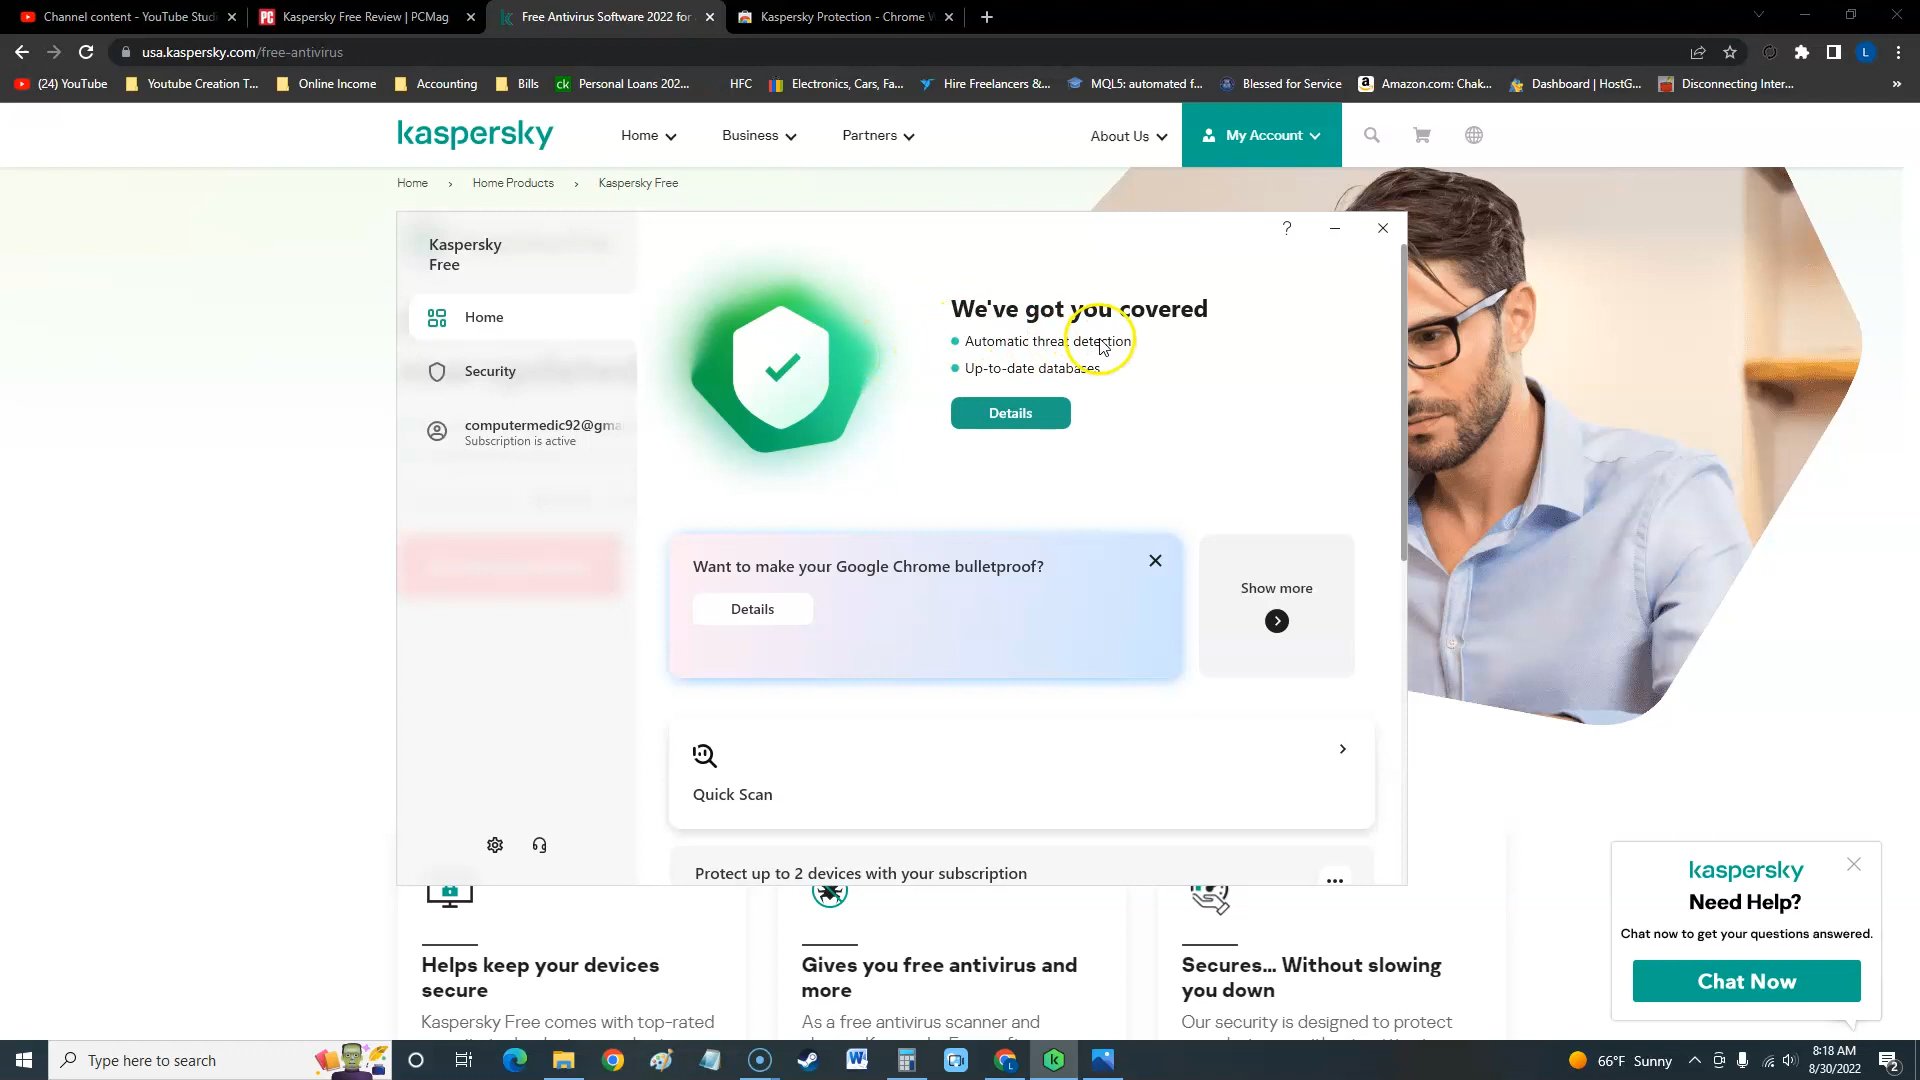 Channel content - YouTube Studi
PC Kaspersky Free Review | PCMag
Free Antivirus Software 2022 for
Kaspersky Protection - Chrome W
usa.kaspersky.com/free-antivirus
L
(24) YouTube
Youtube Creation T...
Online Income
Accounting
Bills
ck Personal Loans 202...
HFC
Electronics, Cars, Fa...
Hire Freelancers &...
MQL5: automated f...
Blessed for Service
Amazon.com: Chak...
Dashboard | HostG...
Disconnecting Inter...
»
kaspersky
Home
Business
Partners
About Us
My Account
Home › Home Products › Kaspersky Free
Kaspersky
Free
?
Home
Security
computermedic92@gma
Subscription is active
We've got you covered
Automatic threat detection
Up-to-date databases
Details
Want to make your Google Chrome bulletproof?
Details
Show more
Quick Scan
Protect up to 2 devices with your subscription
Helps keep your devices
secure
Kaspersky Free comes with top-rated
Gives you free antivirus and
more
As a free antivirus scanner and
Secures... Without slowing
you down
Our security is designed to protect
kaspersky
Need Help?
Chat now to get your questions answered.
Chat Now
Type here to search
66°F Sunny
8:18 AM
8/30/2022
2